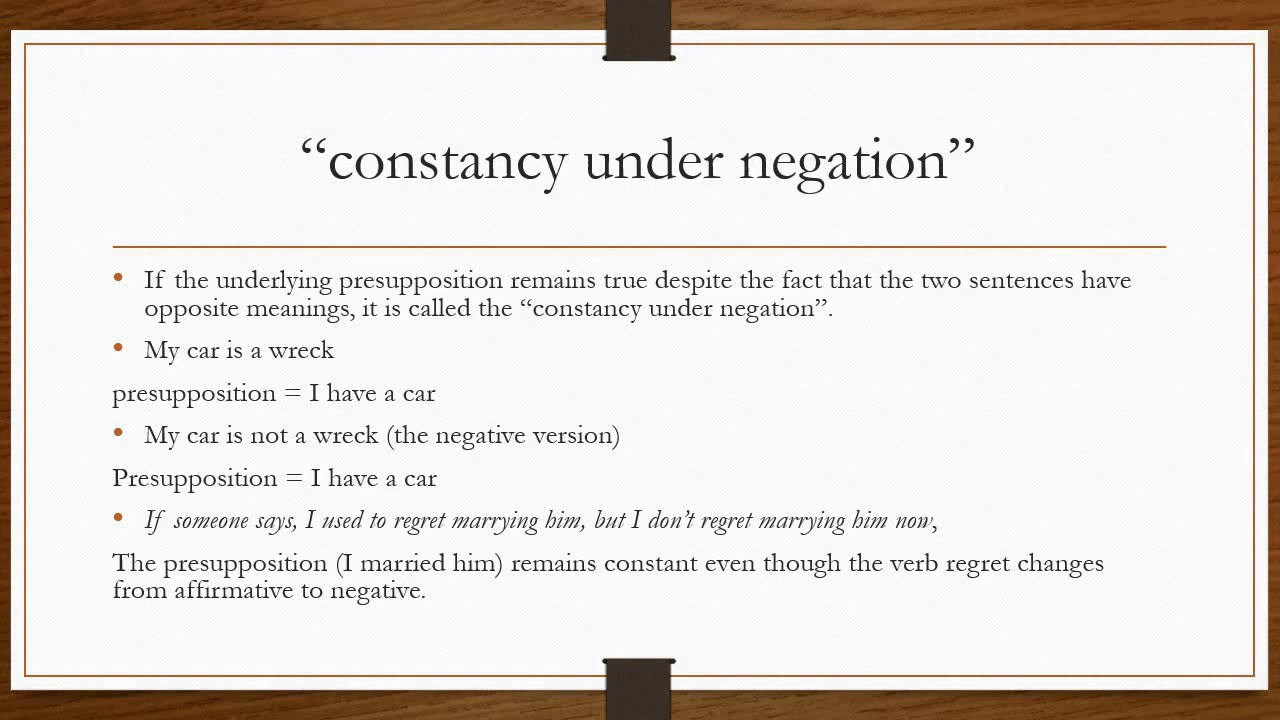 “constancy under negation”
• If the underlying presupposition remains true despite the fact that the two sentences have
opposite meanings, it is called the “constancy under negation”.
• My car is a wreck
presupposition = I have a car
• My car is not a wreck (the negative version)
Presupposition = I have a car
• If someone says, I used to regret marrying him, but I don’t regret marrying him now,
The presupposition (I married him) remains constant even though the verb regret changes
from affirmative to negative.